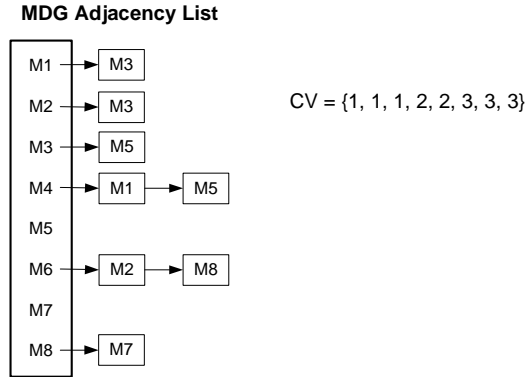 MDG Adjacency List
M1 M3
M2 M3
CV = {1, 1, 1, 2, 2, 3, 3, 3}
M3 M5
M4 M1 M5
M5
M6 M2 M8
M7
M8 M7